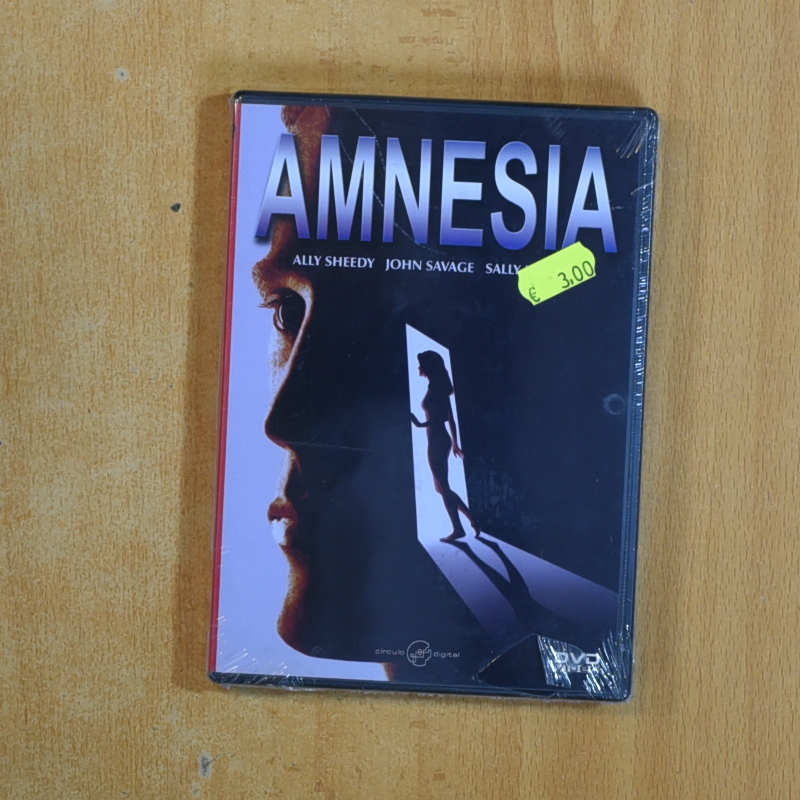 AMNESIA
ALLY SHEEDY JOHN SAVAGE SALLY
€ 3.00
circulo digital
DVD